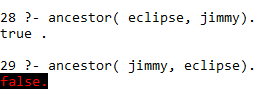 28 ?- ancestor( eclipse, jimmy).
true .
29 ?- ancestor( jimmy, eclipse).
false.